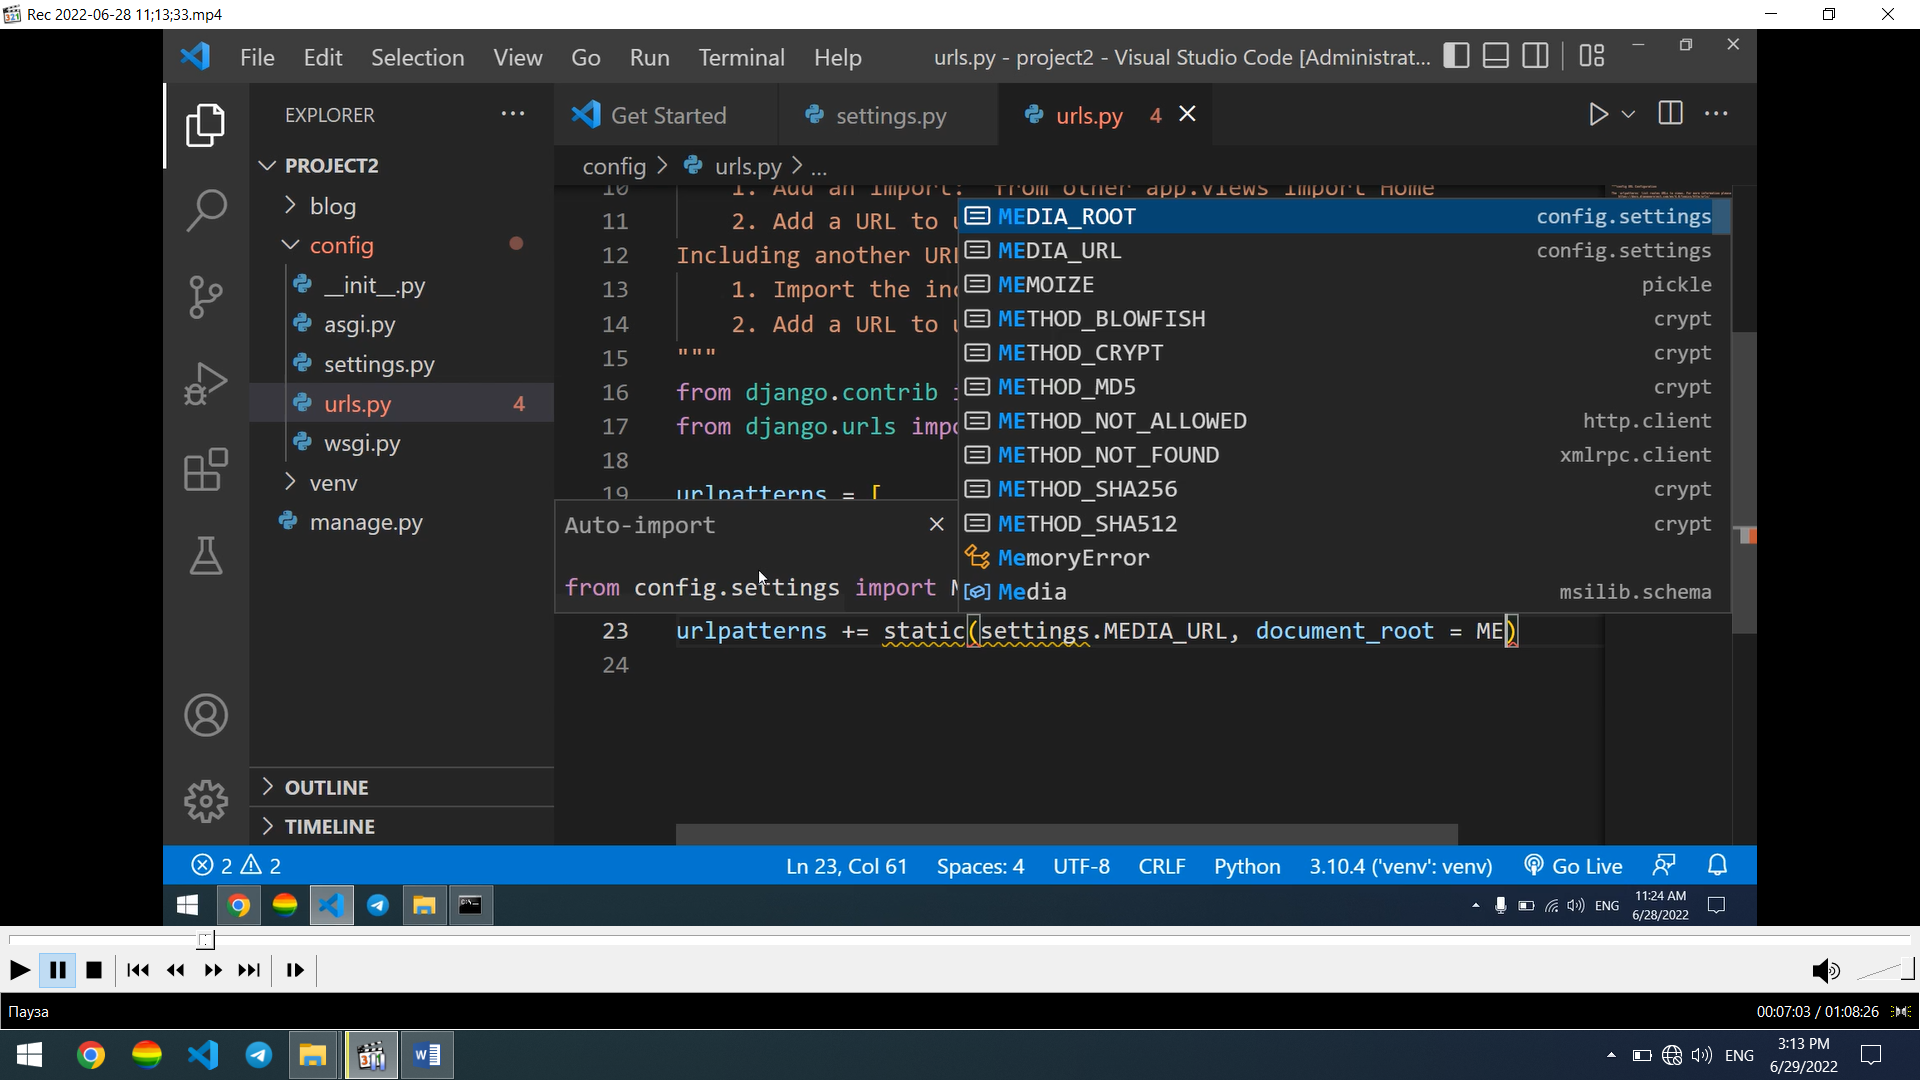 Rec 2022-06-28 11;13;33.mp4
File Edit Selection View Go Run Terminal Help urls.py - project2 - Visual Studio Code [Administrat...
EXPLORER
Get Started settings.py urls.py 4
config > urls.py > ...
PROJECT2
blog
config
__init__.py
asgi.py
settings.py
urls.py 4
wsgi.py
venv
manage.py
OUTLINE
TIMELINE
10 1. Add an import: from other_app.views import Home
11 2. Add a URL to u
12 Including another URL
13 1. Import the inc
14 2. Add a URL to u
15 """
16 from django.contrib i
17 from django.urls impo
18
19 urlpatterns = [
MEDIA_ROOT config.settings
MEDIA_URL config.settings
MEMOIZE pickle
METHOD_BLOWFISH crypt
METHOD_CRYPT crypt
METHOD_MD5 crypt
METHOD_NOT_ALLOWED http.client
METHOD_NOT_FOUND xmlrpc.client
METHOD_SHA256 crypt
METHOD_SHA512 crypt
MemoryError
Media msilib.schema
Auto-import
from config.settings import M
23 urlpatterns += static(settings.MEDIA_URL, document_root = ME)
24
2 2 Ln 23, Col 61 Spaces: 4 UTF-8 CRLF Python 3.10.4 ('venv': venv) Go Live
ENG 11:24 AM
6/28/2022
Пауза 00:07:03 / 01:08:26
ENG 3:13 PM
6/29/2022